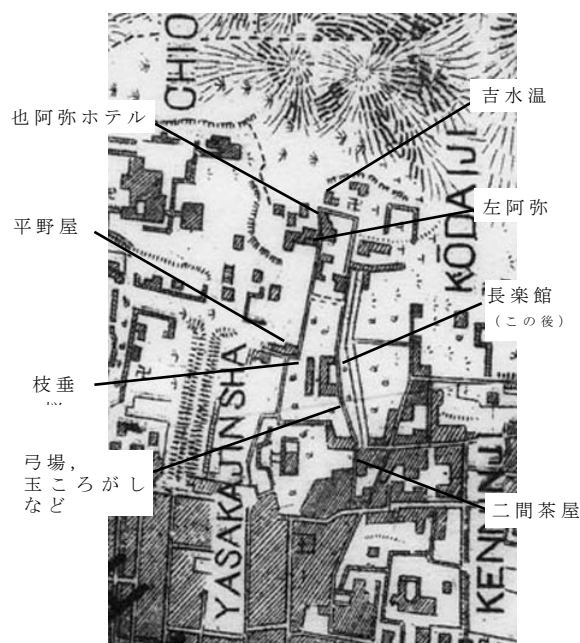 吉水温
也阿弥ホテル
左阿弥
平野屋
長楽館
(この後)
枝垂
弓場,
玉ころがし
など
二間茶屋
CHIO
KŌDAIJI
YASAKAJINSHA
KEN